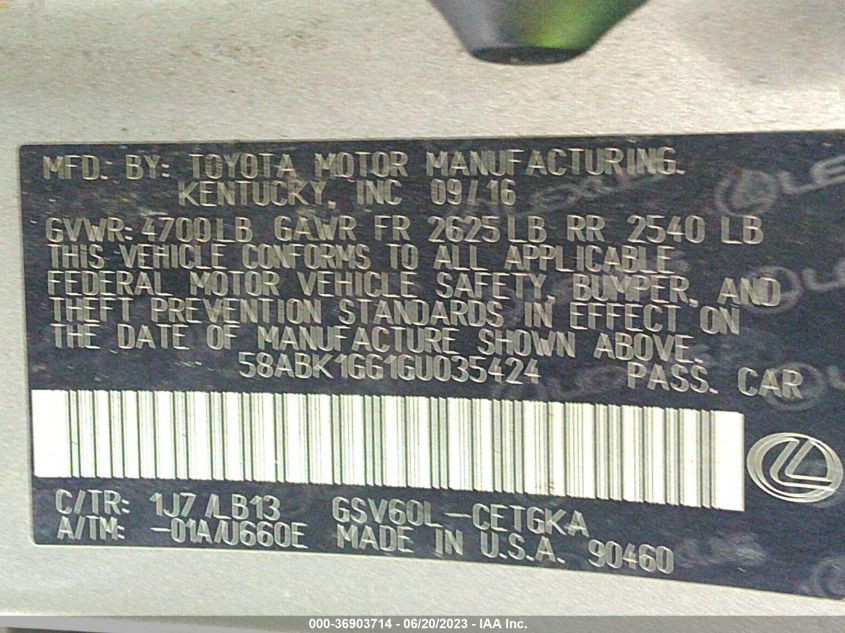 MFD. BY: TOYOTA MOTOR MANUFACTURING.
KENTUCKY, INC 09/16
GVWR: 4700LB GAWR FR 2625LB RR 2540 LB
THIS VEHICLE CONFORMS TO ALL APPLICABLE
FEDERAL MOTOR VEHICLE SAFETY, BUMPER, AND
THEFT PREVENTION STANDARDS IN EFFECT ON
THE DATE OF MANUFACTURE SHOWN ABOVE.
58ABK1GG1GU035424 PASS. CAR
C/TR: 1J7/LB13 GSV60L-CETGKA
A/TM: -01A/U660E MADE IN U.S.A. 90460
000-36903714 - 06/20/2023 - IAA Inc.